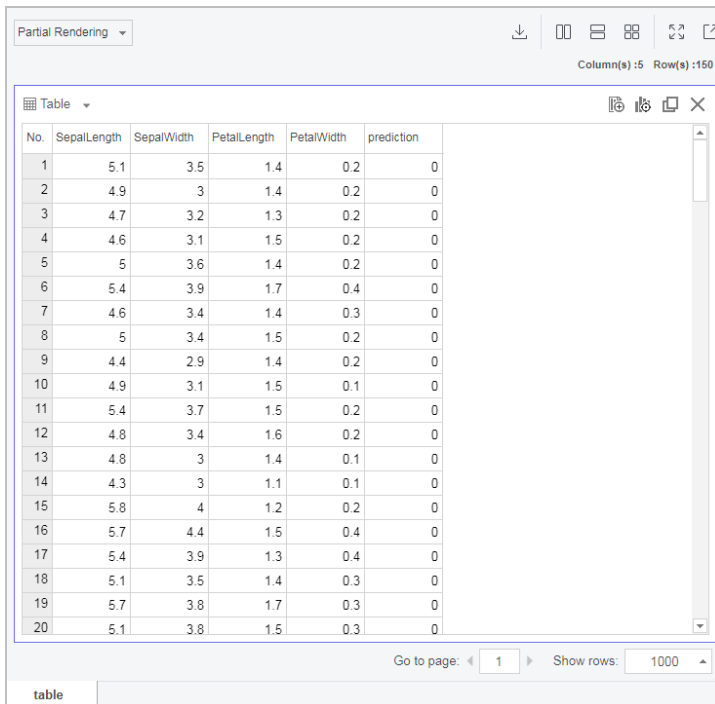 Partial Rendering
Column(s) :5 Row(s) :150
Table
No. SepalLength SepalWidth PetalLength PetalWidth prediction
1 5.1 3.5 1.4 0.2 0
2 4.9 3 1.4 0.2 0
3 4.7 3.2 1.3 0.2 0
4 4.6 3.1 1.5 0.2 0
5 5 3.6 1.4 0.2 0
6 5.4 3.9 1.7 0.4 0
7 4.6 3.4 1.4 0.3 0
8 5 3.4 1.5 0.2 0
9 4.4 2.9 1.4 0.2 0
10 4.9 3.1 1.5 0.1 0
11 5.4 3.7 1.5 0.2 0
12 4.8 3.4 1.6 0.2 0
13 4.8 3 1.4 0.1 0
14 4.3 3 1.1 0.1 0
15 5.8 4 1.2 0.2 0
16 5.7 4.4 1.5 0.4 0
17 5.4 3.9 1.3 0.4 0
18 5.1 3.5 1.4 0.3 0
19 5.7 3.8 1.7 0.3 0
20 5.1 3.8 1.5 0.3 0
Go to page: 1 Show rows: 1000
table